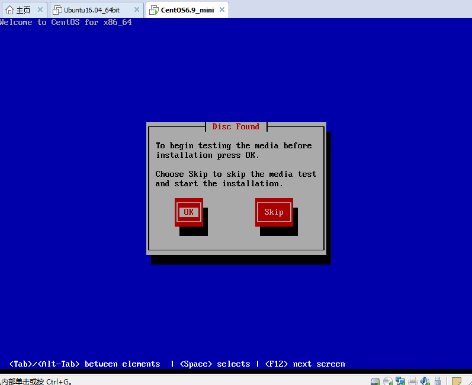 主页 Ubuntu16.04_64bit CentOS6.9_mini
Welcome to CentOS for x86_64
Disc Found
To begin testing the media before
installation press OK.
Choose Skip to skip the media test
and start the installation.
OK Skip
<Tab>/<Alt-Tab> between elements | <Space> selects | <F12> next screen
内部单击或按 Ctrl+G。